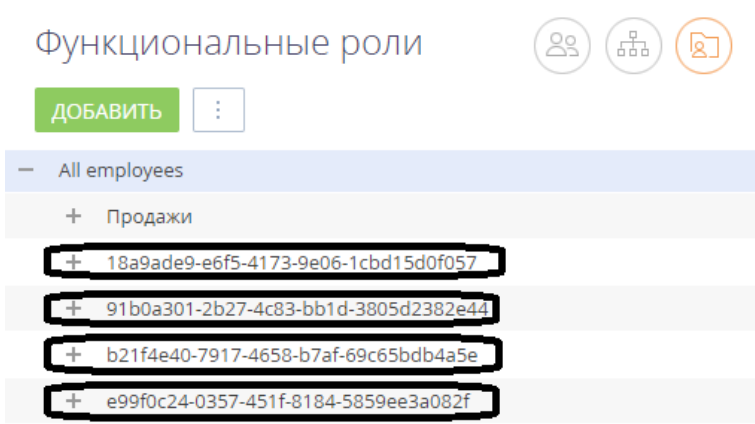 Функциональные роли
ДОБАВИТЬ
All employees
Продажи
18a9ade9-e6f5-4173-9e06-1cbd15d0f057
91b0a301-2b27-4c83-bb1d-3805d2382e44
b21f4e40-7917-4658-b7af-69c65bdb4a5e
e99f0c24-0357-451f-8184-5859ee3a082f